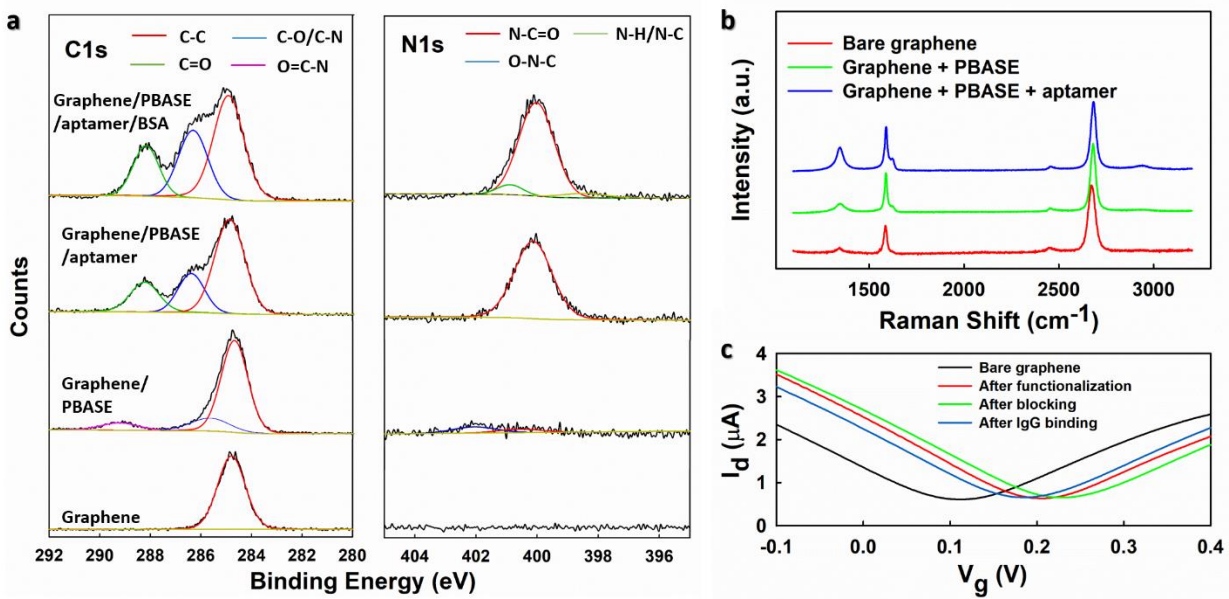 a
C1s
C-C
C-O/C-N
C=O
O=C-N
Graphene/PBASE
/aptamer/BSA
Graphene/PBASE
/aptamer
Graphene/
PBASE
Graphene
292 290 288 286 284 282 280
N1s
N-C=O
N-H/N-C
O-N-C
404 402 400 398 396
Counts
Binding Energy (eV)
b
Bare graphene
Graphene + PBASE
Graphene + PBASE + aptamer
Intensity (a.u.)
1500 2000 2500 3000
Raman Shift (cm-1)
c
4
3
2
1
0
Bare graphene
After functionalization
After blocking
After IgG binding
Id (μA)
-0.1 0.0 0.1 0.2 0.3 0.4
Vg (V)